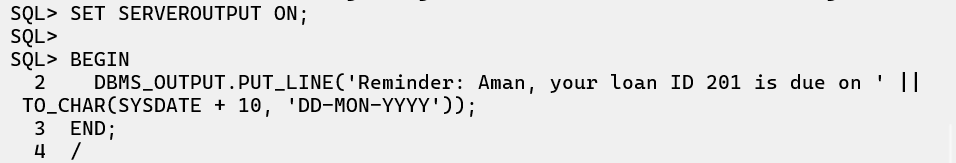 SQL> SET SERVEROUTPUT ON;
SQL>
SQL> BEGIN
  2    DBMS_OUTPUT.PUT_LINE('Reminder: Aman, your loan ID 201 is due on ' ||
 TO_CHAR(SYSDATE + 10, 'DD-MON-YYYY'));
  3  END;
  4  /